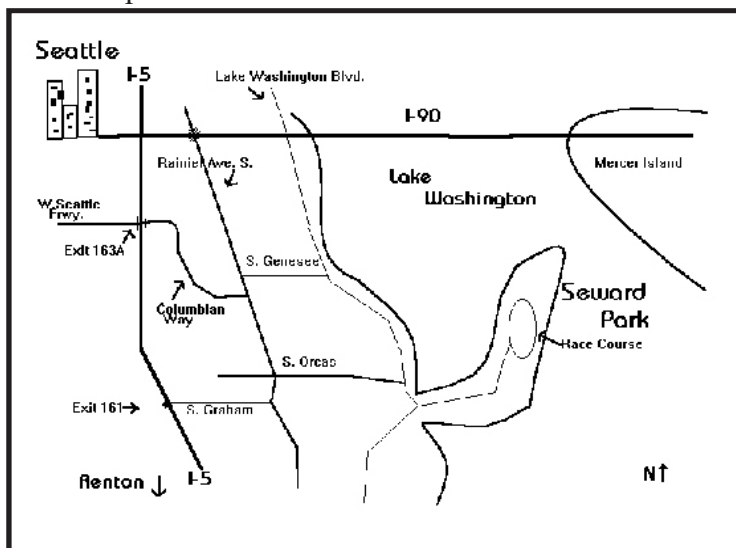 Seattle
I-5
Lake Washington Blvd.
I-90
Rainier Ave. S.
Lake
Washington
Mercer Island
W. Seattle
Frwy.
Exit 163A
S. Genesee
Columbian
Way
Seward
Park
Race Course
S. Orcas
Exit 161
S. Graham
Renton
I-5
N